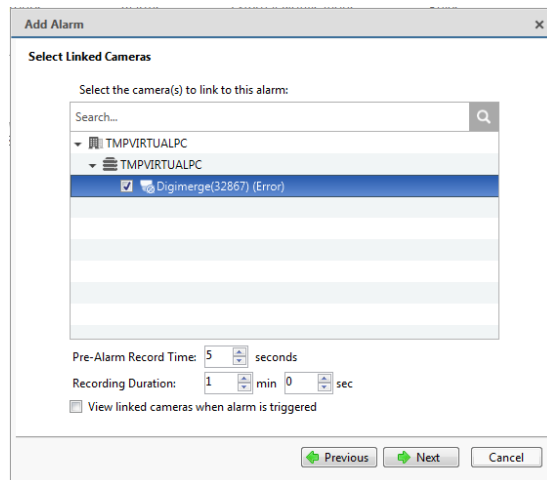 Add Alarm ×
Select Linked Cameras
Select the camera(s) to link to this alarm:
Search...
TMPVIRTUALPC
TMPVIRTUALPC
Digimerge(32867) (Error)
Pre-Alarm Record Time: 5 seconds
Recording Duration: 1 min 0 sec
View linked cameras when alarm is triggered
Previous Next Cancel